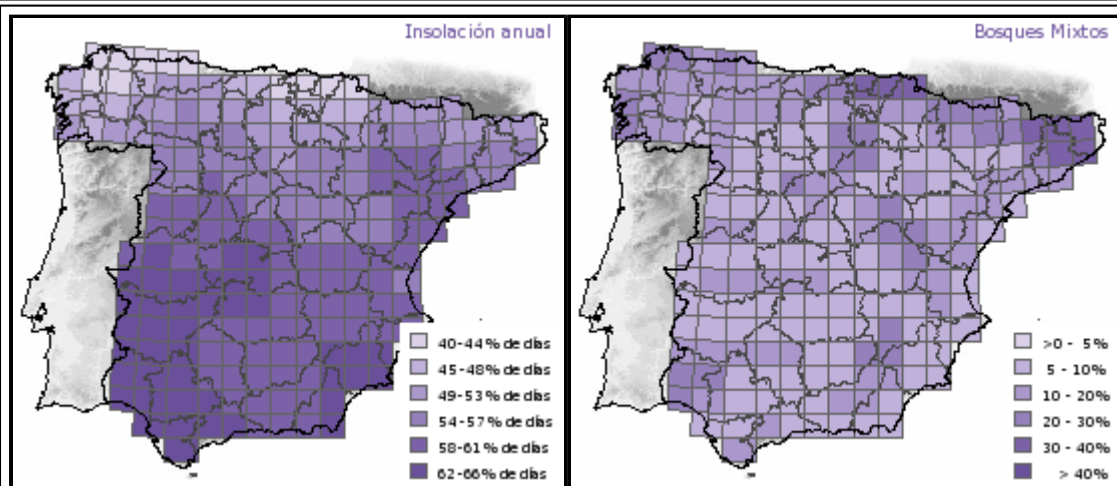 Insolación anual
40-44% de días
45-48% de días
49-53% de días
54-57% de días
58-61% de días
62-66% de días
Bosques Mixtos
>0 - 5%
5 - 10%
10 - 20%
20 - 30%
30 - 40%
> 40%